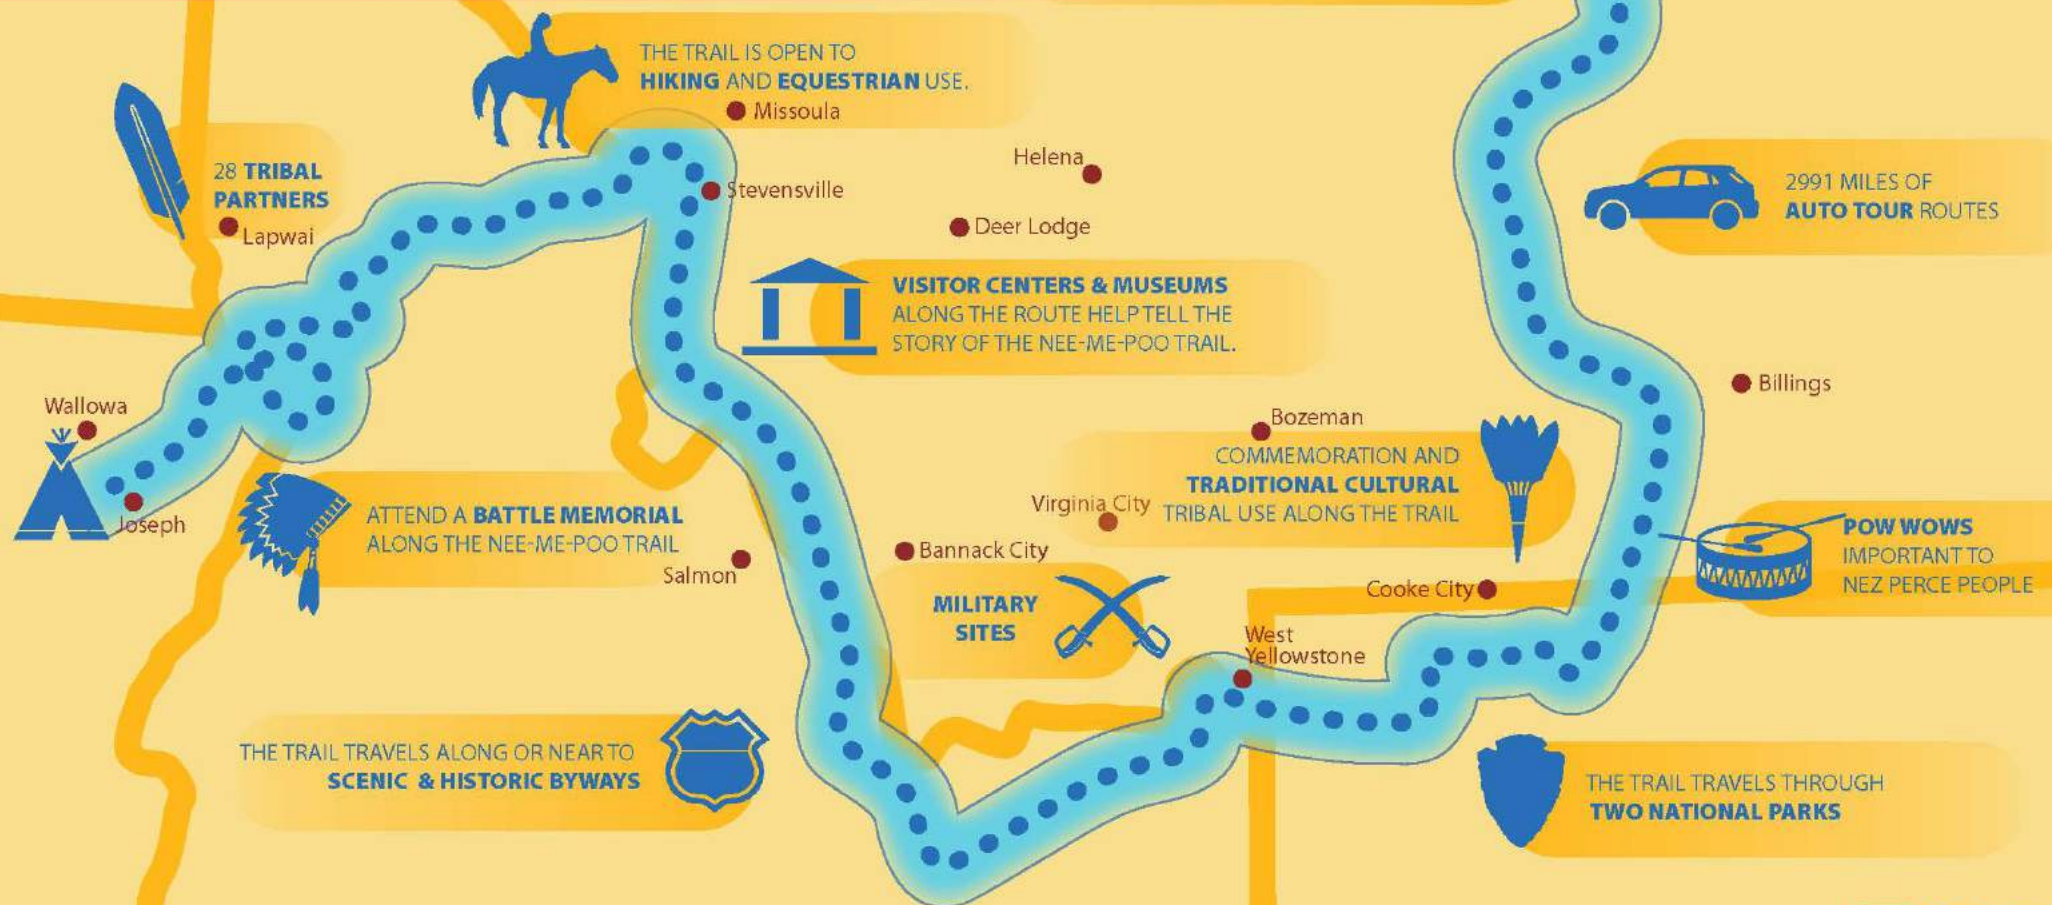 THE TRAIL IS OPEN TO
HIKING AND EQUESTRIAN USE.
Missoula
28 TRIBAL
PARTNERS
Lapwai
Stevensville
Helena
Deer Lodge
2991 MILES OF
AUTO TOUR ROUTES
VISITOR CENTERS & MUSEUMS
ALONG THE ROUTE HELP TELL THE
STORY OF THE NEE-ME-POO TRAIL.
Billings
Wallowa
Joseph
Bozeman
COMMEMORATION AND
TRADITIONAL CULTURAL
TRIBAL USE ALONG THE TRAIL
Virginia City
ATTEND A BATTLE MEMORIAL
ALONG THE NEE-ME-POO TRAIL
Salmon
Bannack City
POW WOWS
IMPORTANT TO
NEZ PERCE PEOPLE
Cooke City
MILITARY
SITES
West
Yellowstone
THE TRAIL TRAVELS ALONG OR NEAR TO
SCENIC & HISTORIC BYWAYS
THE TRAIL TRAVELS THROUGH
TWO NATIONAL PARKS